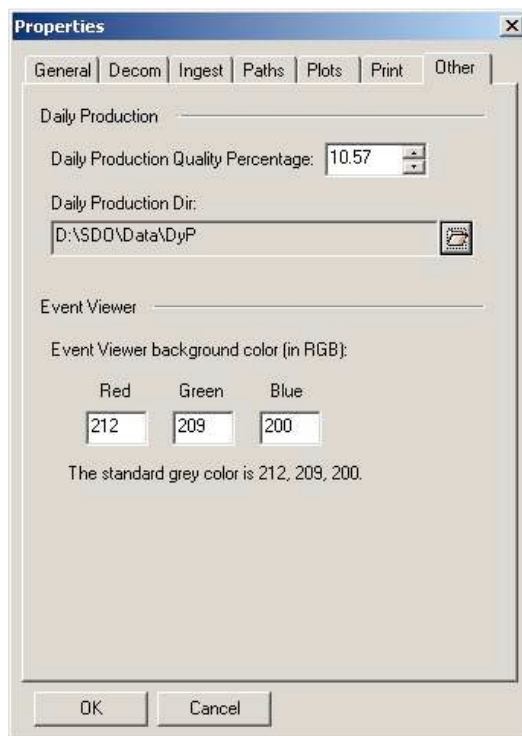 Properties
General Decom Ingest Paths Plots Print Other
Daily Production
Daily Production Quality Percentage: 10.57
Daily Production Dir:
D:\SDO\Data\DyP
Event Viewer
Event Viewer background color (in RGB):
Red Green Blue
212 209 200
The standard grey color is 212, 209, 200.
OK Cancel